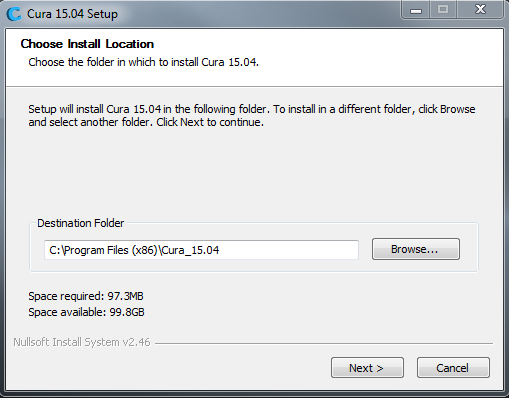 Cura 15.04 Setup
Choose Install Location
Choose the folder in which to install Cura 15.04.
Setup will install Cura 15.04 in the following folder. To install in a different folder, click Browse
and select another folder. Click Next to continue.
Destination Folder
C:\Program Files (x86)\Cura_15.04
Browse...
Space required: 97.3MB
Space available: 99.8GB
Nullsoft Install System v2.46
Next >
Cancel